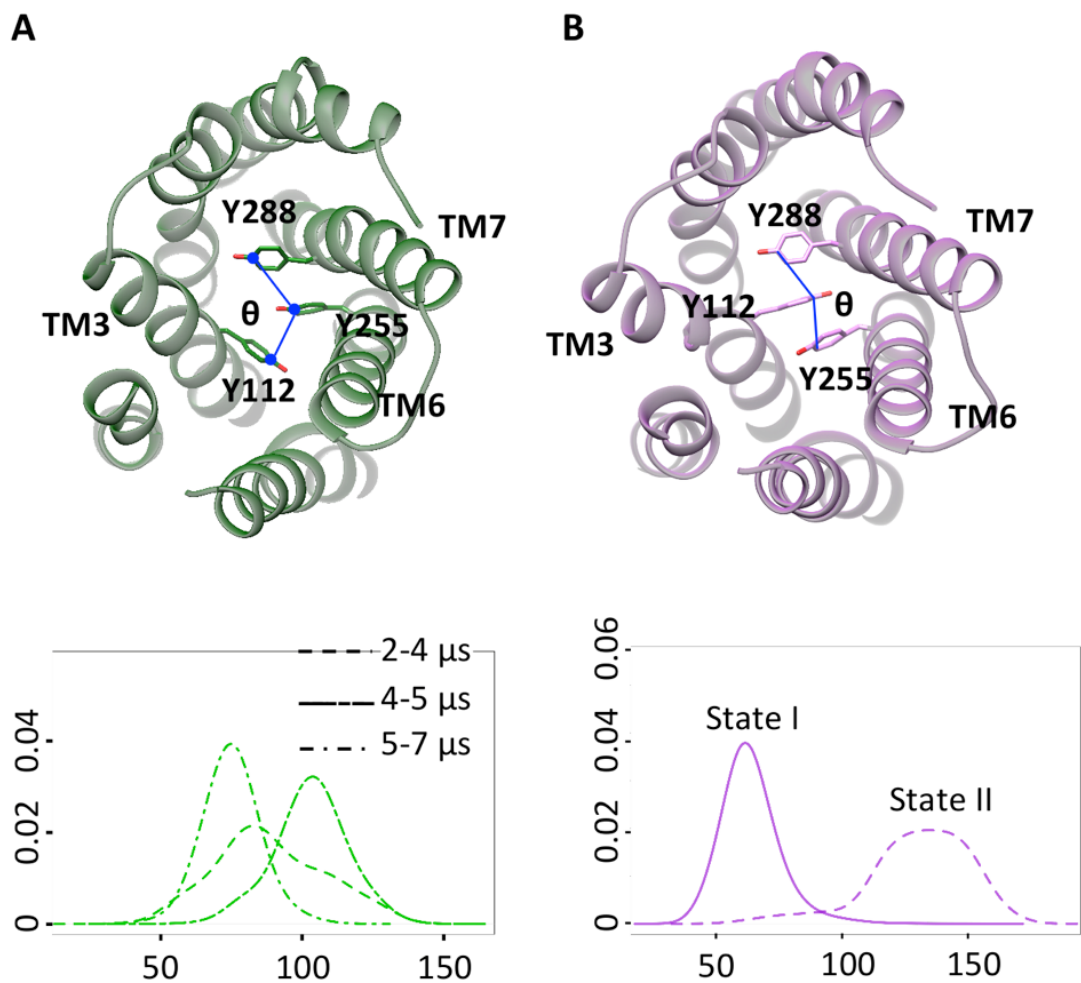 A
Y288
TM7
θ
TM3
Y255
Y112
TM6
B
Y288
TM7
Y112
θ
TM3
Y255
TM6
2-4 µs
4-5 µs
5-7 µs
0.04
0.02
0
50 100 150
0.06
0.04
0.02
0
State I
State II
50 100 150